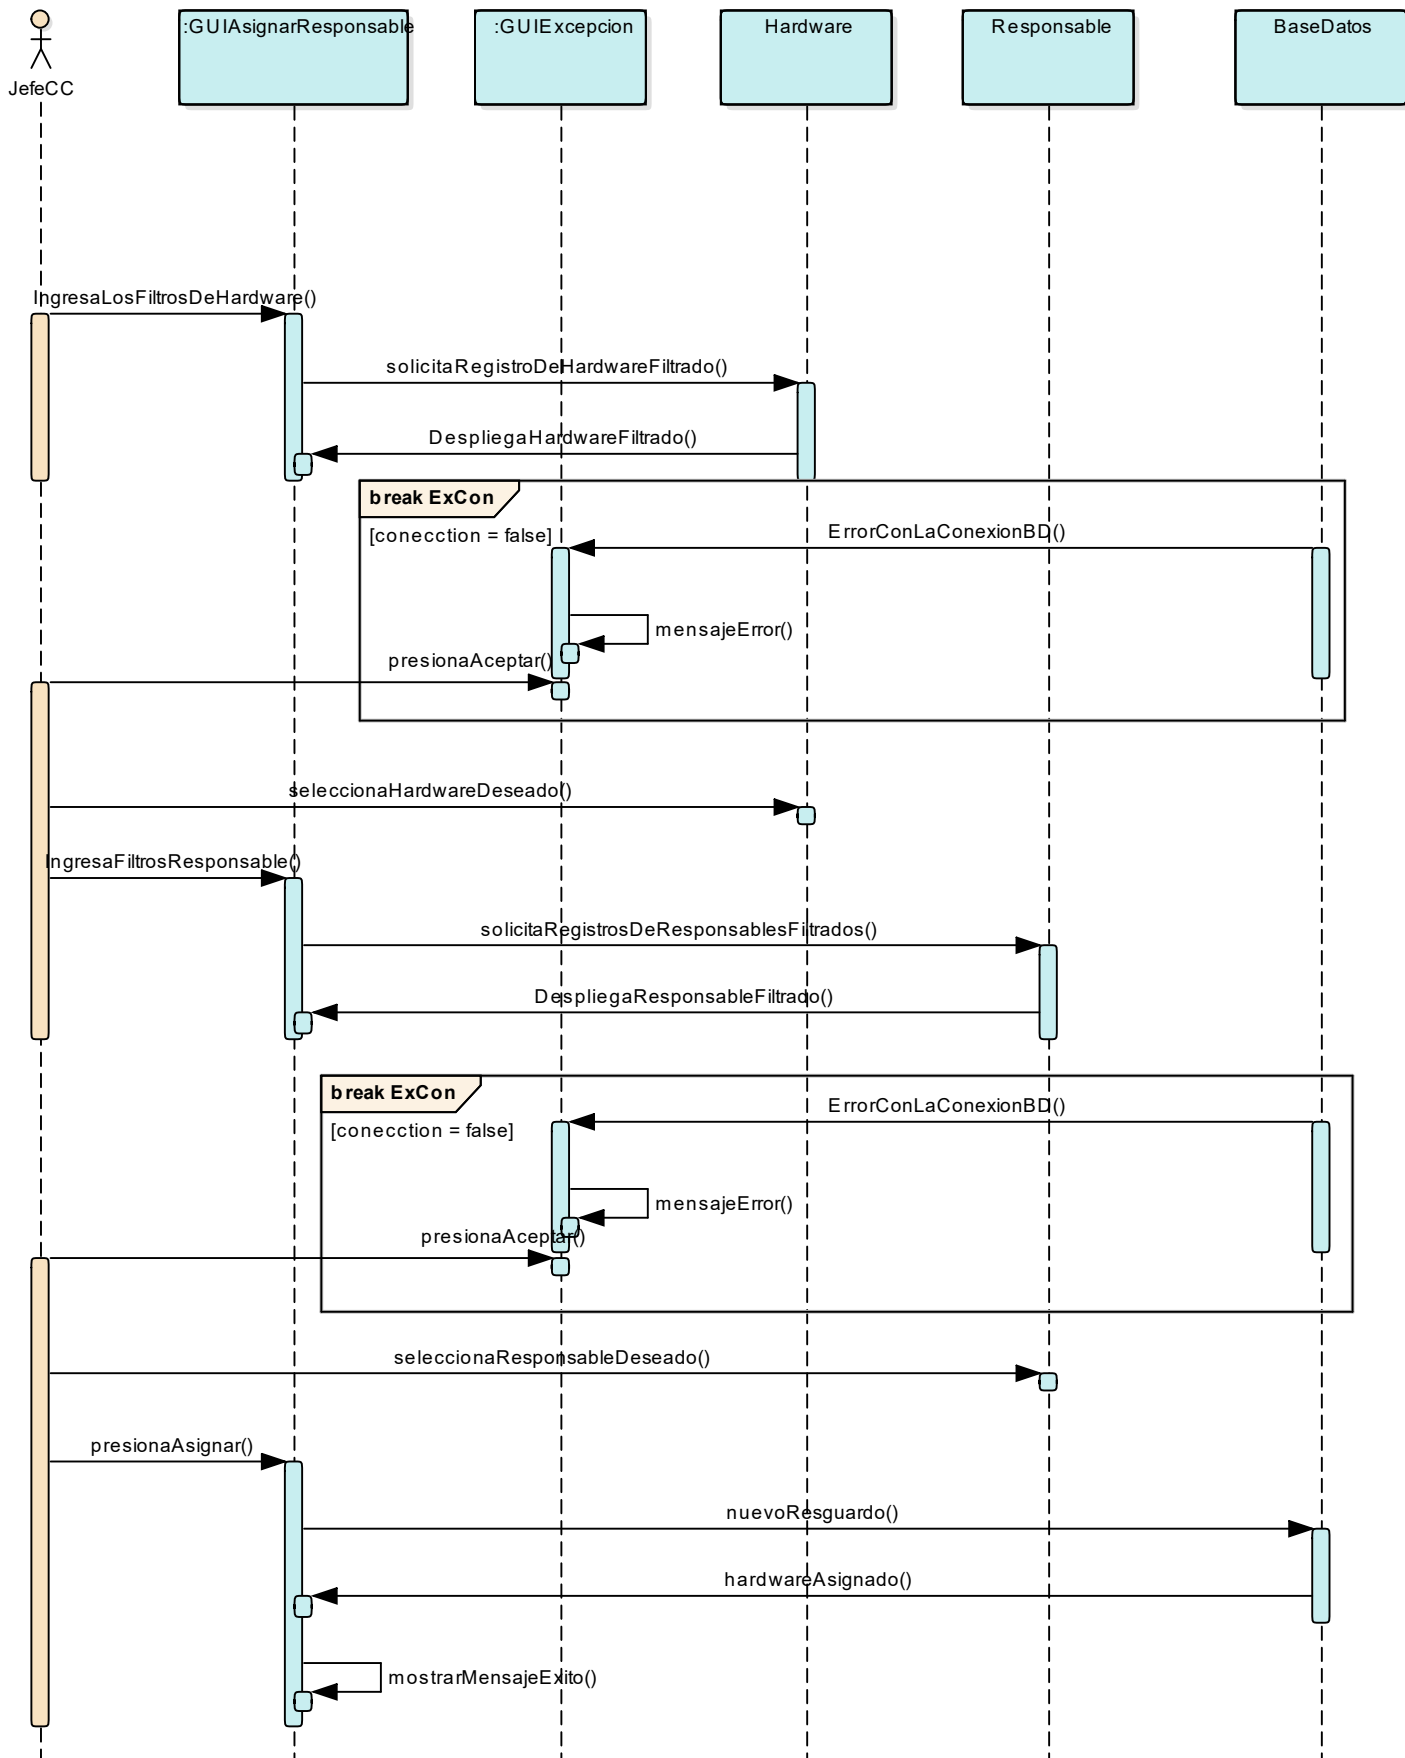 JefeCC
:GUIAsignarResponsable
:GUIExcepcion
Hardware
Responsable
BaseDatos
IngresaLosFiltrosDeHardware()
solicitaRegistroDeHardwareFiltrado()
DespliegaHardwareFiltrado()
break ExCon
[conecction = false]
ErrorConLaConexionBD()
mensajeError()
presionaAceptar()
seleccionaHardwareDeseado()
IngresaFiltrosResponsable()
solicitaRegistrosDeResponsablesFiltrados()
DespliegaResponsableFiltrado()
break ExCon
ErrorConLaConexionBD()
[conecction = false]
mensajeError()
presionaAceptar()
seleccionaResponsableDeseado()
presionaAsignar()
nuevoResguardo()
hardwareAsignado()
mostrarMensajeExito()